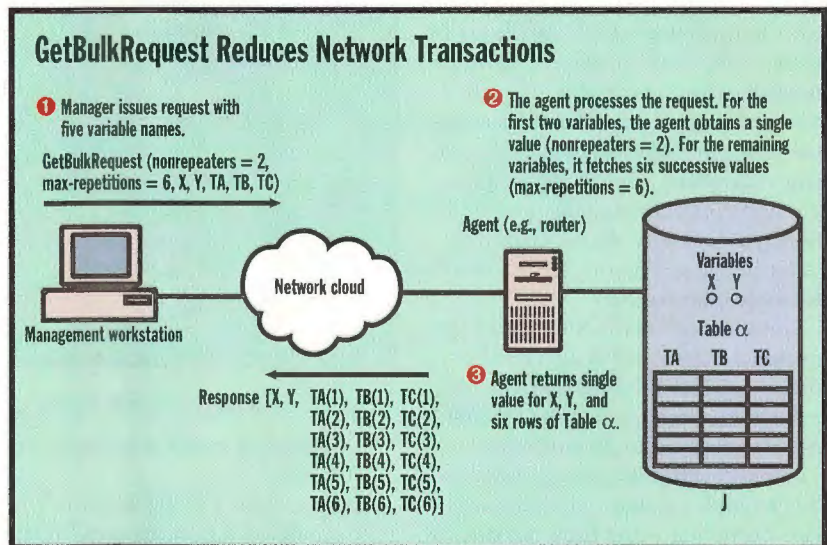 GetBulkRequest Reduces Network Transactions
❶ Manager issues request with
five variable names.
GetBulkRequest (nonrepeaters = 2,
max-repetitions = 6, X, Y, TA, TB, TC)
❷ The agent processes the request. For the
first two variables, the agent obtains a single
value (nonrepeaters = 2). For the remaining
variables, it fetches six successive values
(max-repetitions = 6).
Agent (e.g., router)
Network cloud
Management workstation
Variables
X Y
Table α
TA TB TC
❸ Agent returns single
value for X, Y, and
six rows of Table α.
Response [X, Y, TA(1), TB(1), TC(1),
TA(2), TB(2), TC(2),
TA(3), TB(3), TC(3),
TA(4), TB(4), TC(4),
TA(5), TB(5), TC(5),
TA(6), TB(6), TC(6)]